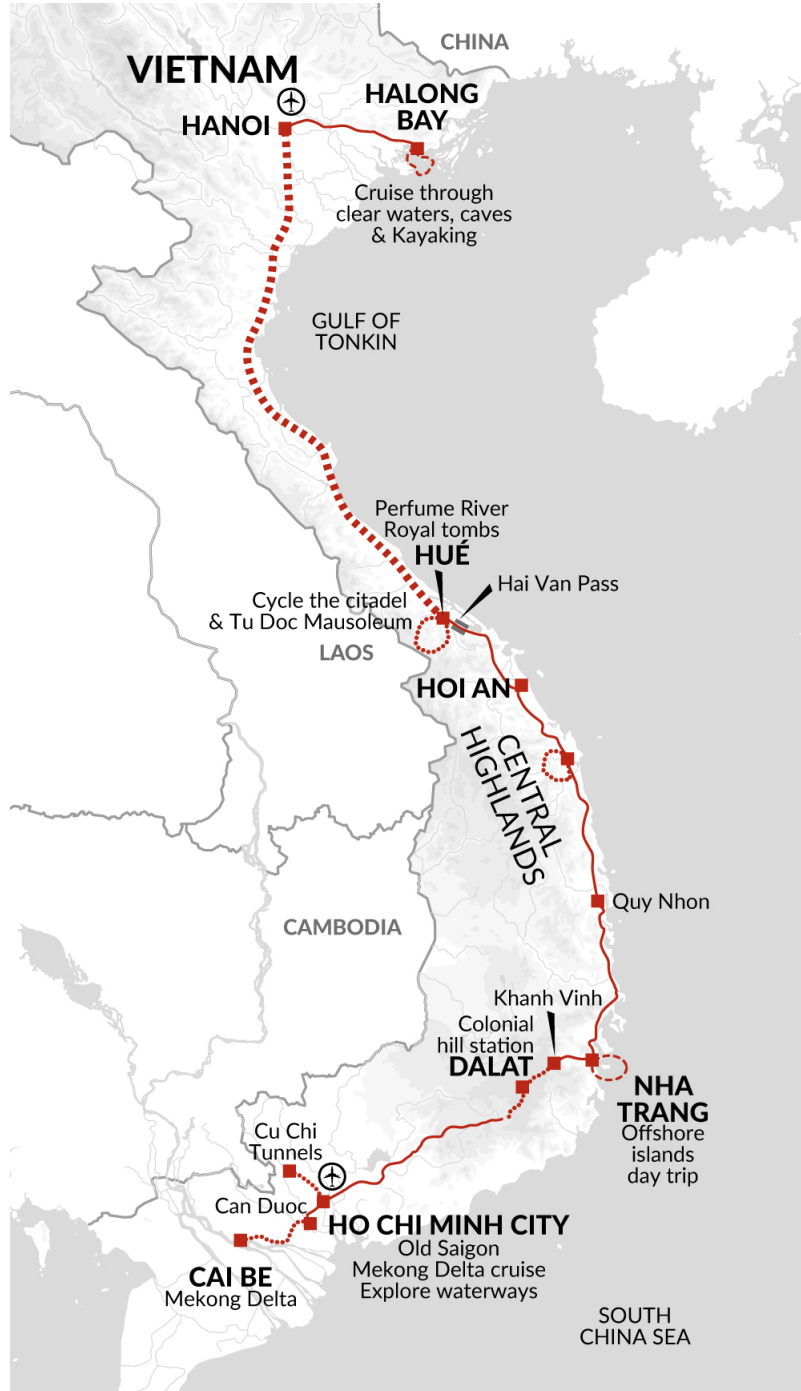 CHINA
VIETNAM
HANOI
HALONG
BAY
Cruise through
clear waters, caves
& Kayaking
GULF OF
TONKIN
Perfume River
Royal tombs
HUÉ
Hai Van Pass
Cycle the citadel
& Tu Doc Mausoleum
LAOS
HOI AN
CENTRAL
HIGHLANDS
Quy Nhon
CAMBODIA
Khanh Vinh
Colonial
hill station
DALAT
NHA
TRANG
Offshore
islands
day trip
Cu Chi
Tunnels
Can Duoc
HO CHI MINH CITY
Old Saigon
Mekong Delta cruise
Explore waterways
CAI BE
Mekong Delta
SOUTH
CHINA SEA